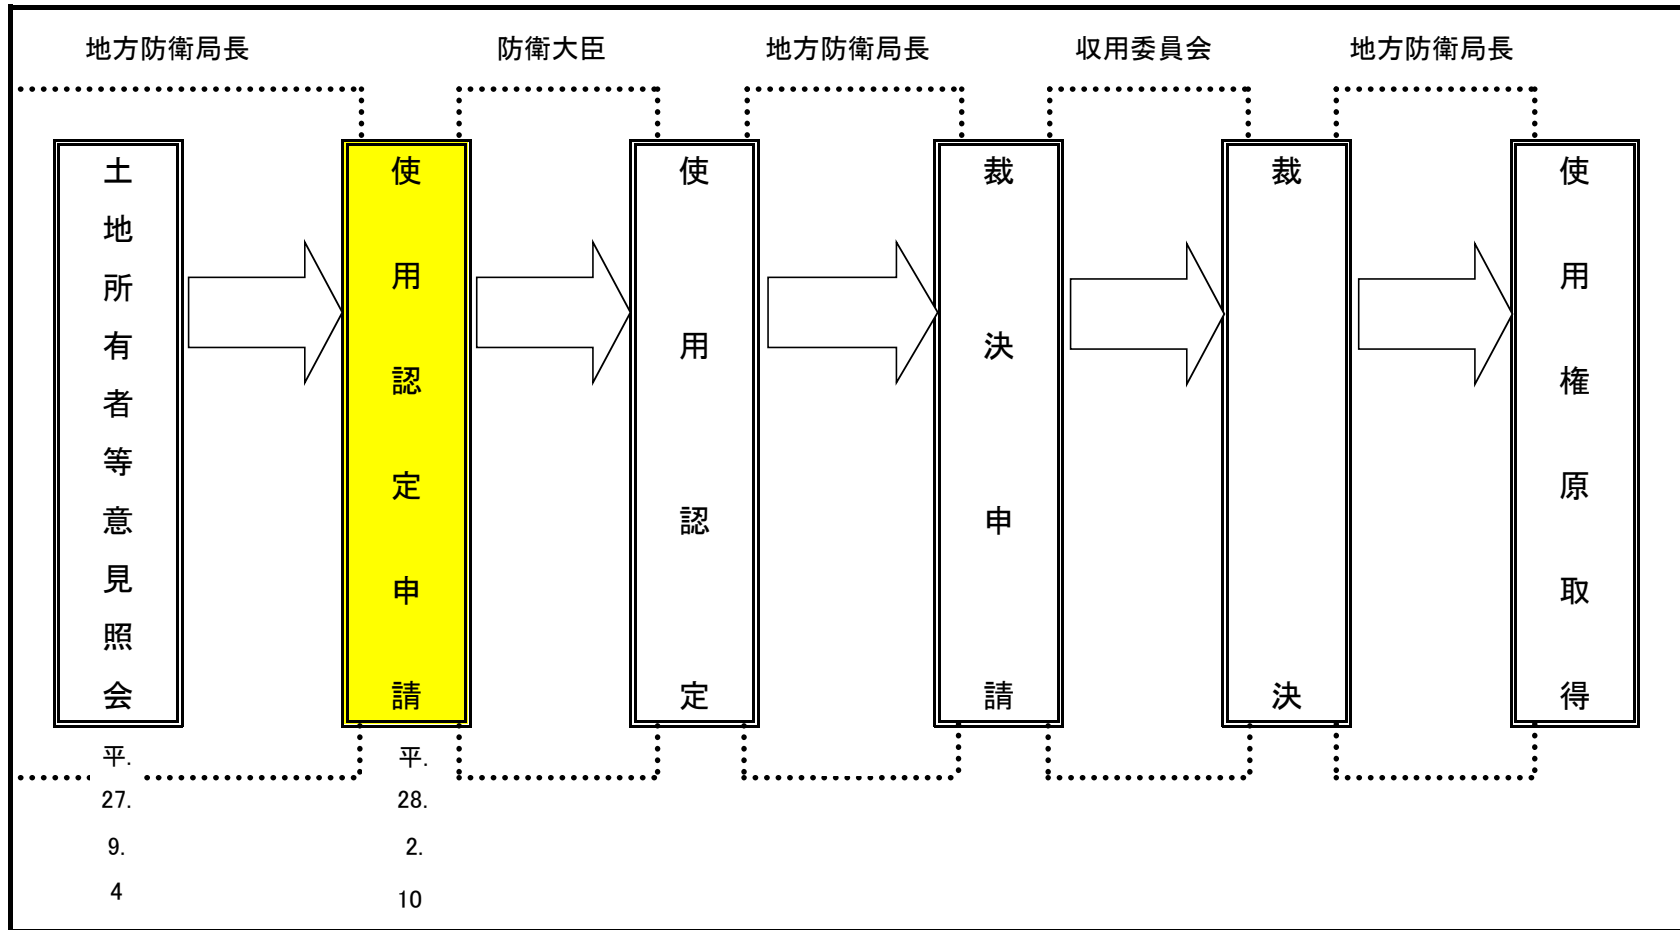 地方防衛局長
防衛大臣
地方防衛局長
収用委員会
地方防衛局長
土地所有者等意見照会
使用認定申請
使用認定
裁決申請
裁決
使用権原取得
平.
27.
9.
4
平.
28.
2.
10